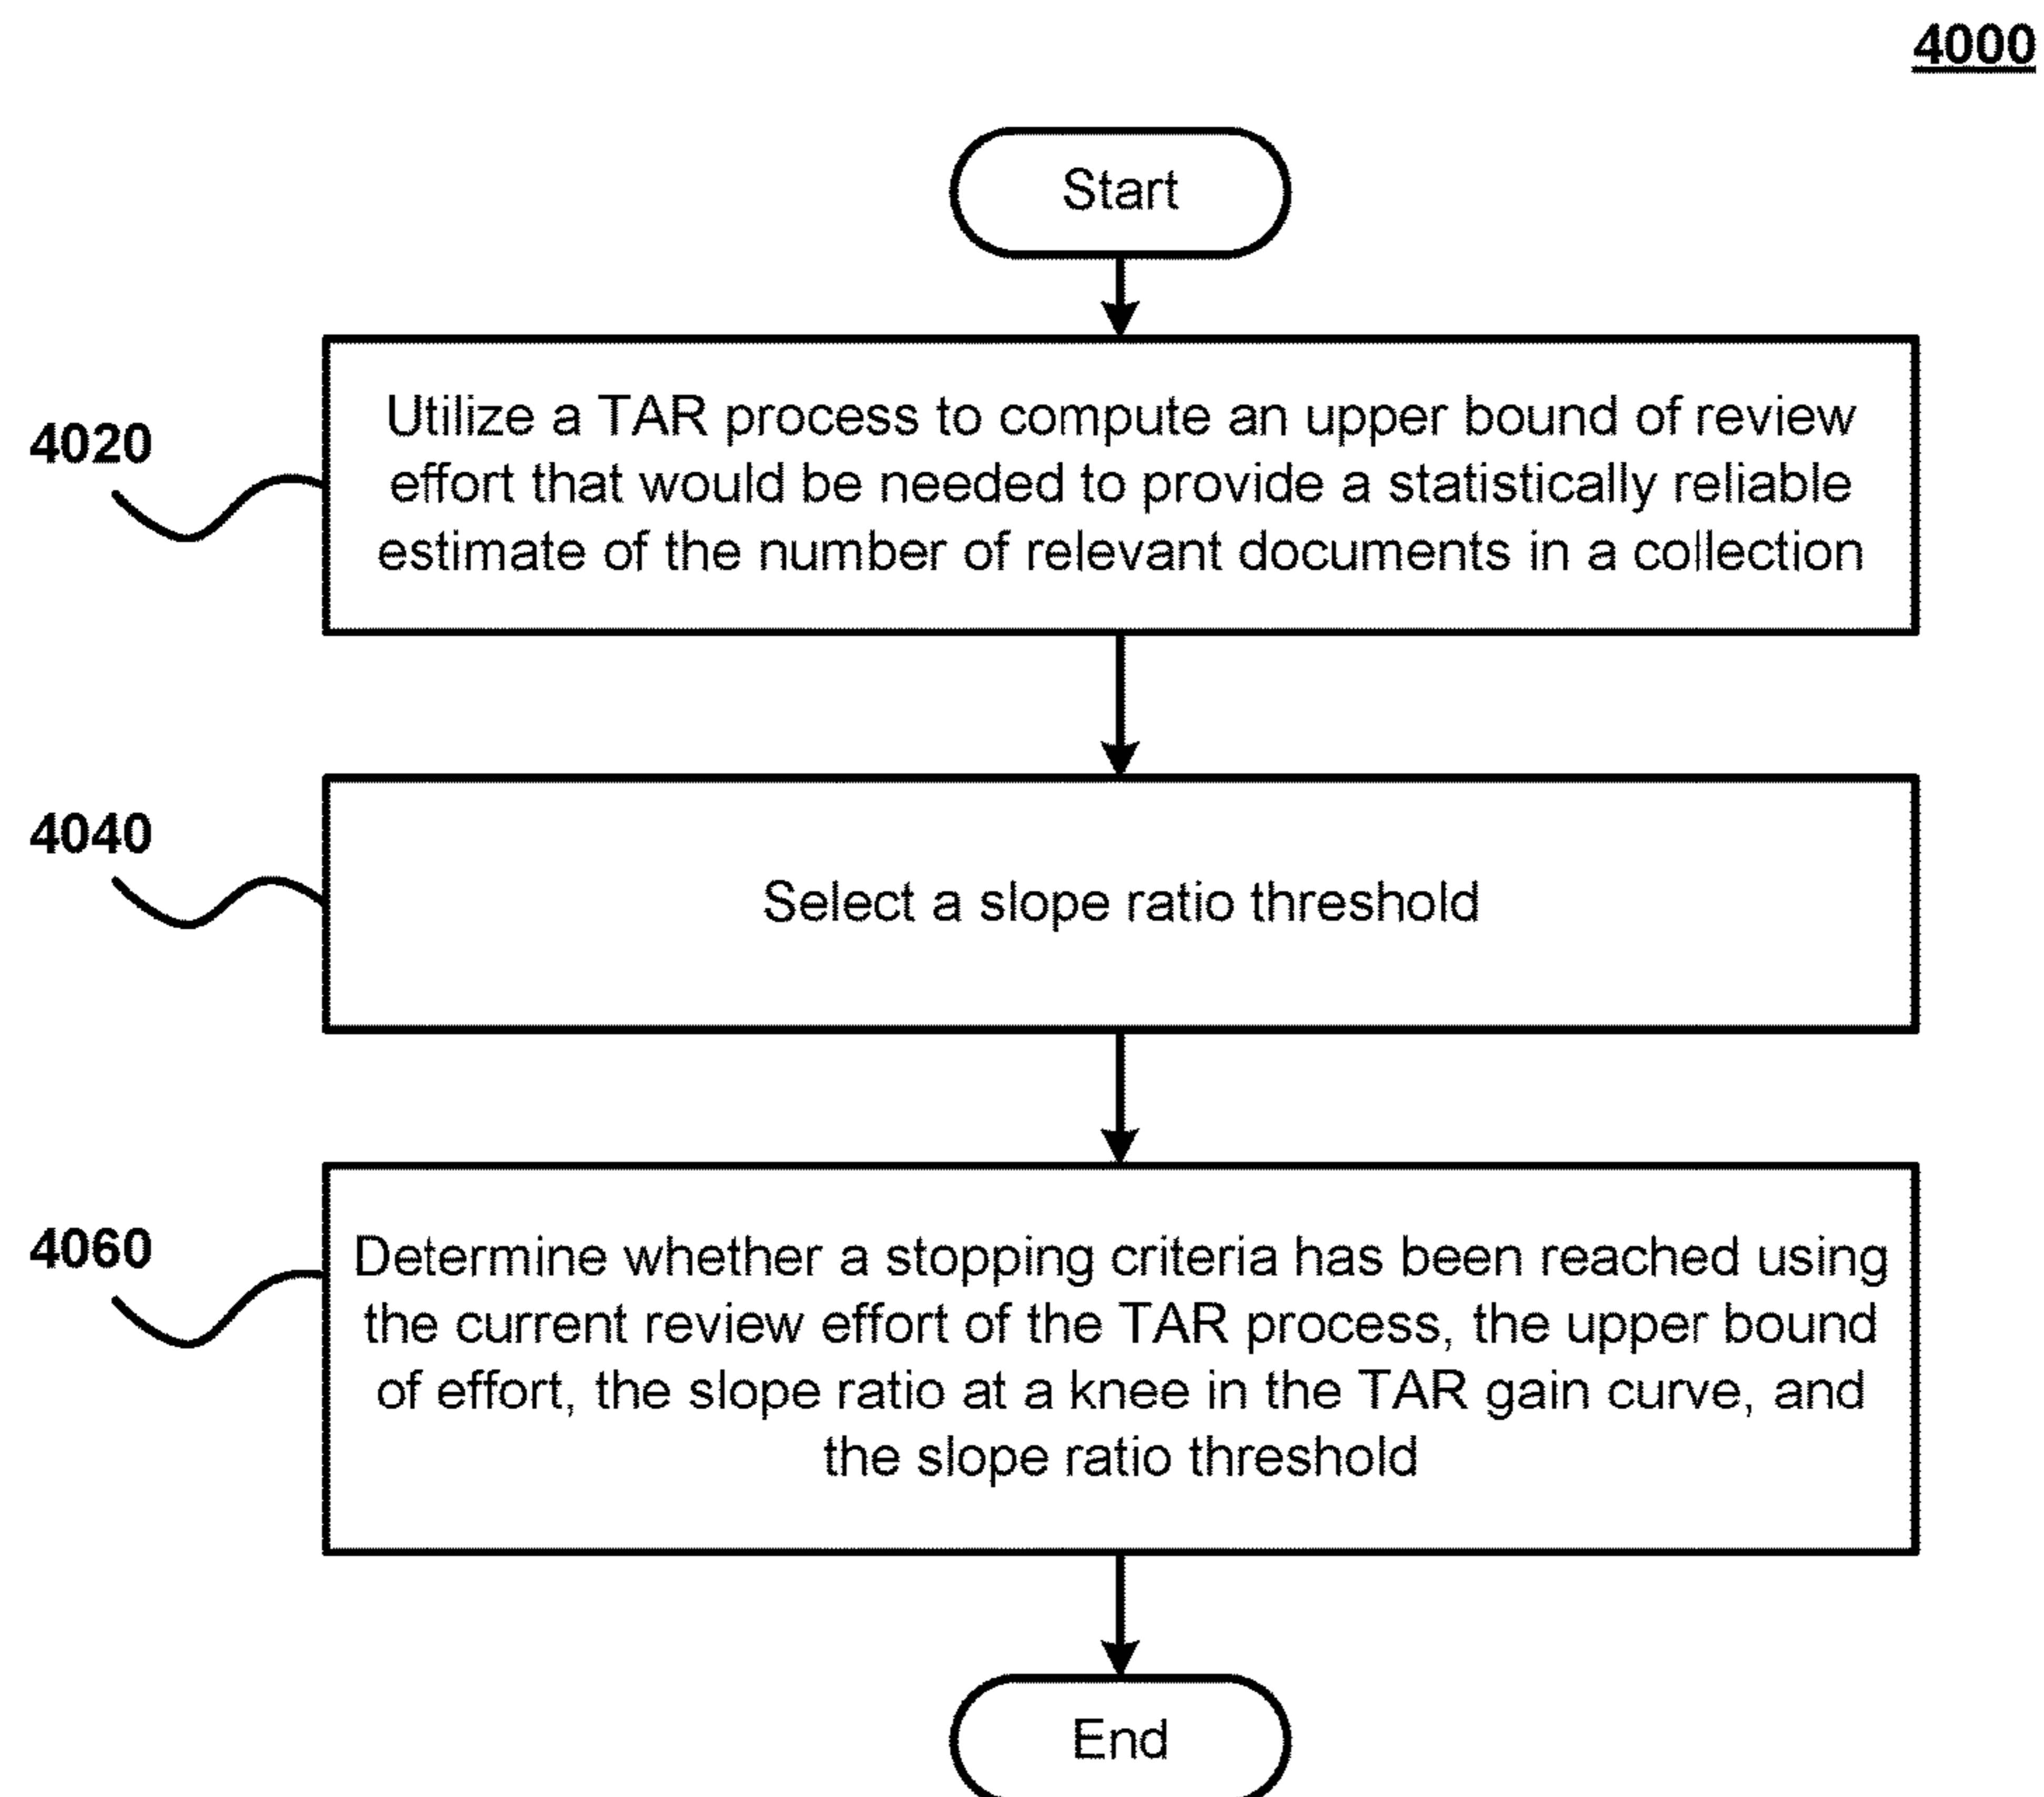 4000
Start
4020
Utilize a TAR process to compute an upper bound of review
effort that would be needed to provide a statistically reliable
estimate of the number of relevant documents in a collection
4040
Select a slope ratio threshold
4060
Determine whether a stopping criteria has been reached using
the current review effort of the TAR process, the upper bound
of effort, the slope ratio at a knee in the TAR gain curve, and
the slope ratio threshold
End